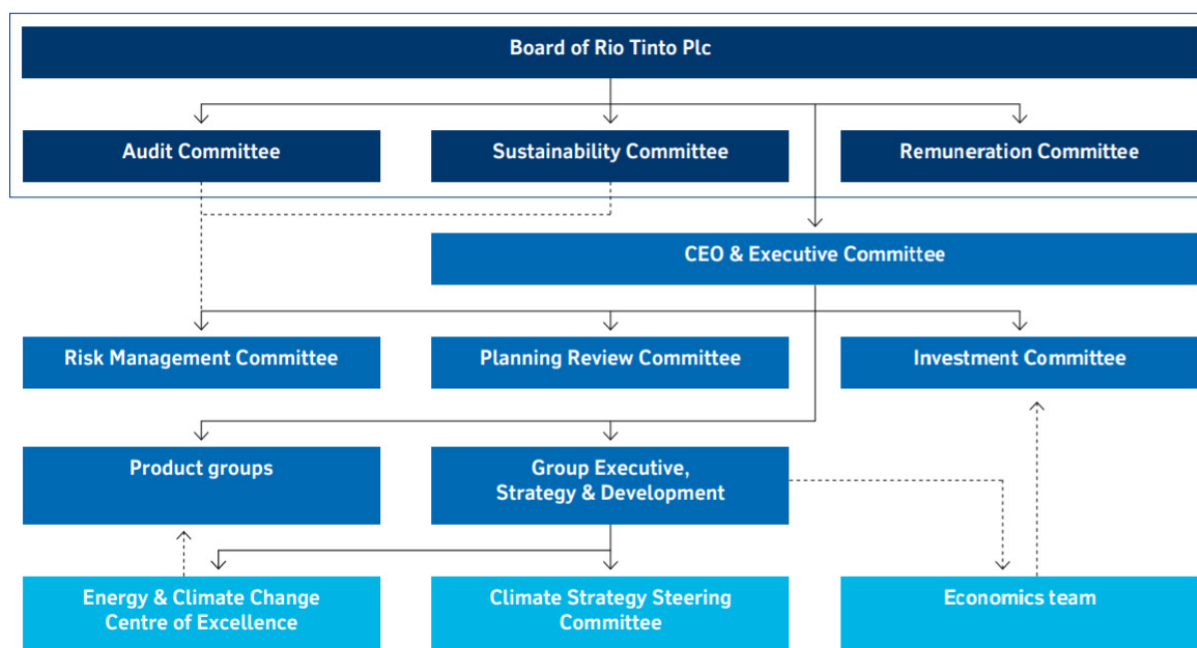 Board of Rio Tinto Plc
Audit Committee
Sustainability Committee
Remuneration Committee
CEO & Executive Committee
Risk Management Committee
Planning Review Committee
Investment Committee
Product groups
Group Executive,
Strategy & Development
Energy & Climate Change
Centre of Excellence
Climate Strategy Steering
Committee
Economics team